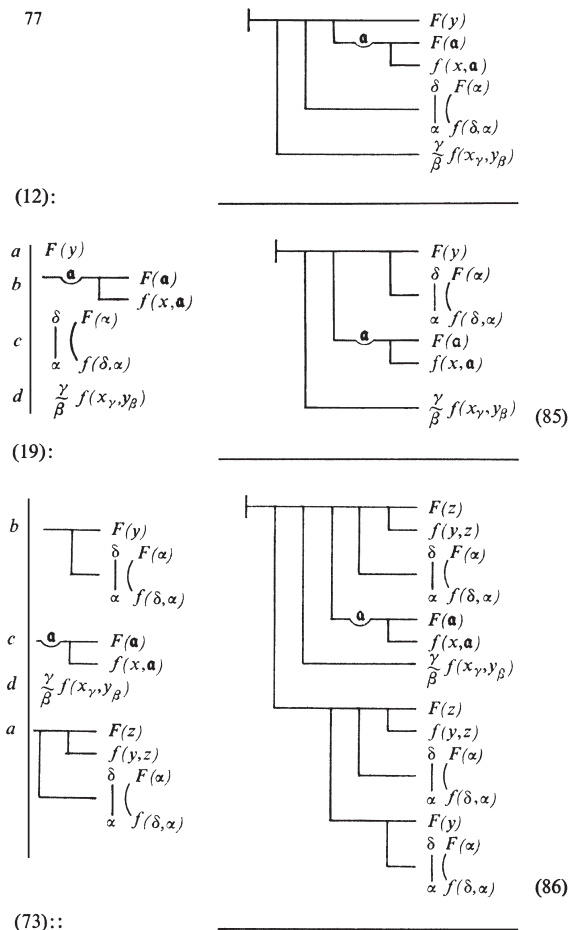 77
F(y)
F(𝔞)
𝔞
f(x,𝔞)
δ F(α)
α f(δ,α)
γ
β f(x_γ,y_β)
(12):
a F(y)
b 𝔞 F(𝔞)
f(x,𝔞)
c δ F(α)
α f(δ,α)
d γ
β f(x_γ,y_β)
F(y)
δ F(α)
α f(δ,α)
𝔞 F(𝔞)
f(x,𝔞)
γ
β f(x_γ,y_β) (85)
(19):
b F(y)
δ F(α)
α f(δ,α)
c 𝔞 F(𝔞)
f(x,𝔞)
d γ
β f(x_γ,y_β)
a F(z)
f(y,z)
δ F(α)
α f(δ,α)
F(z)
f(y,z)
δ F(α)
α f(δ,α)
𝔞 F(𝔞)
f(x,𝔞)
γ
β f(x_γ,y_β)
F(z)
f(y,z)
δ F(α)
α f(δ,α)
F(y)
δ F(α)
α f(δ,α) (86)
(73)::